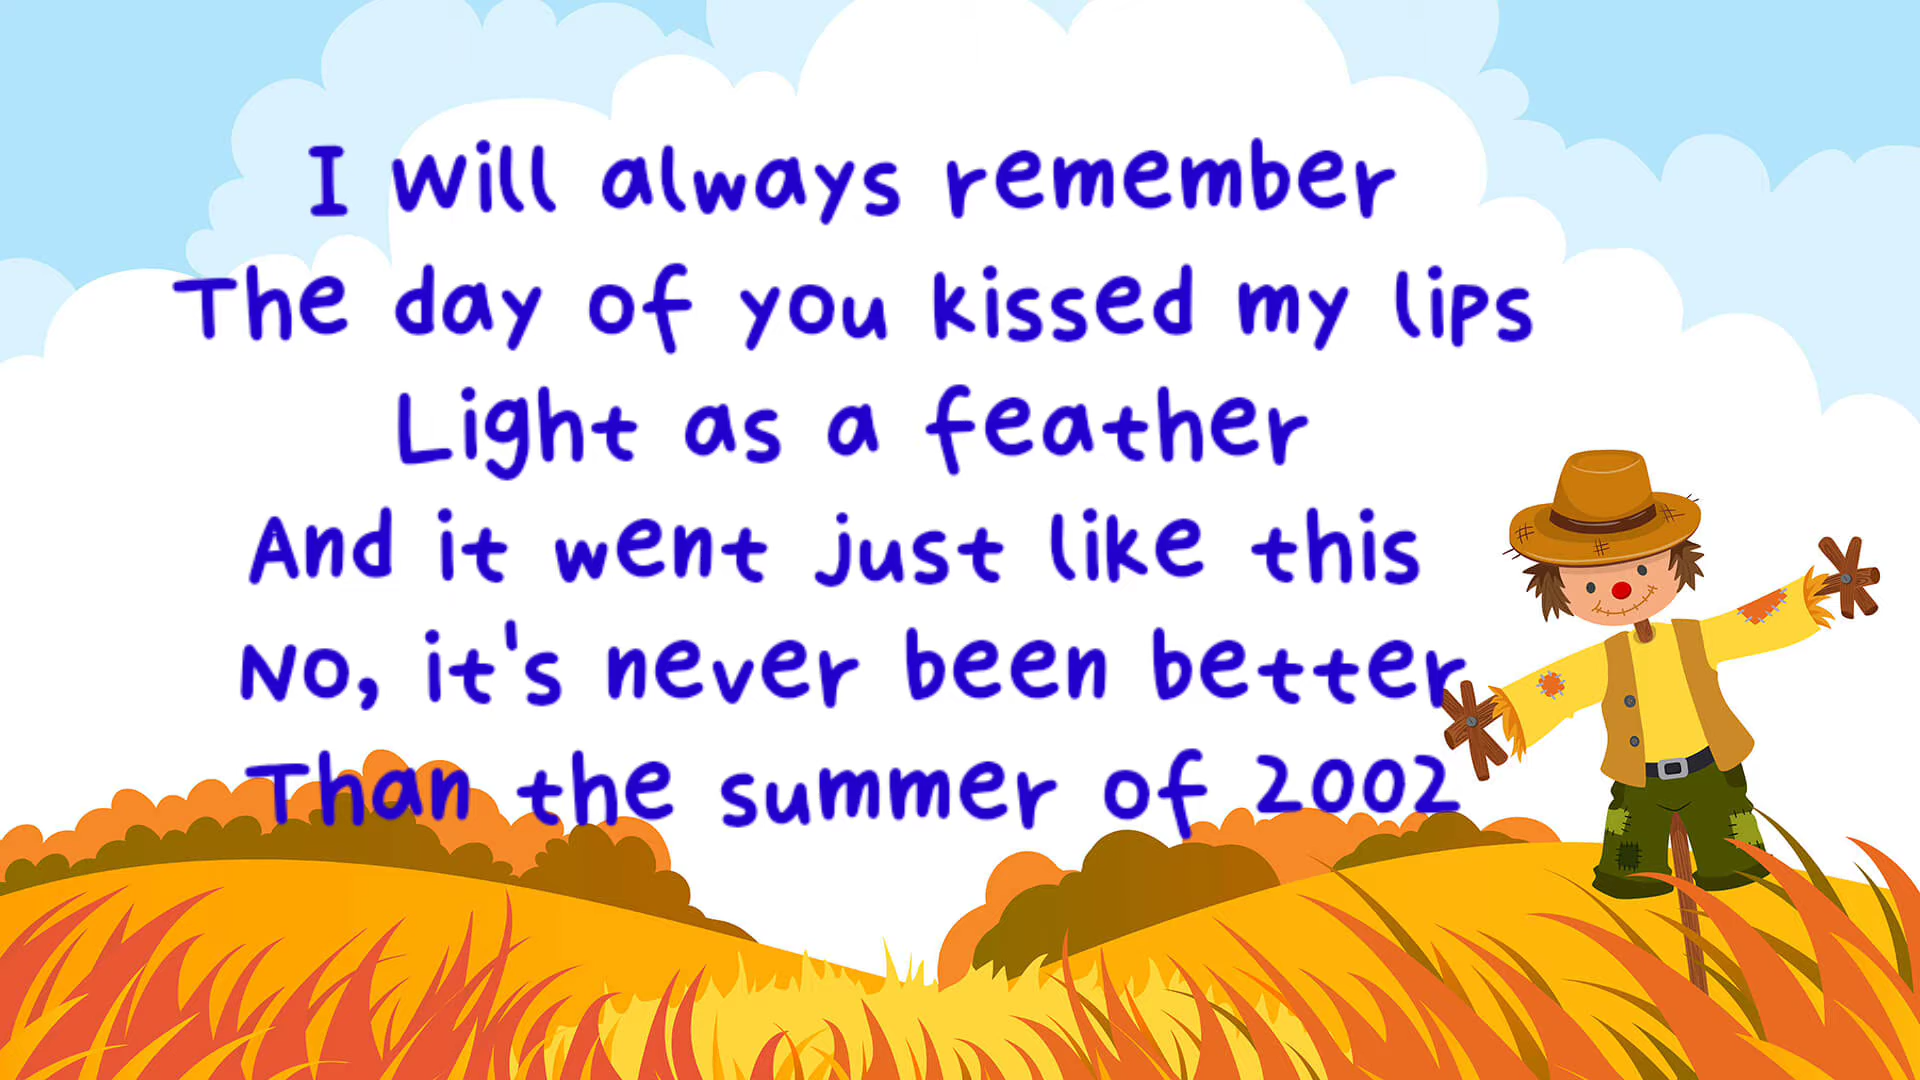 I will always remember
The day of you kissed my lips
Light as a feather
And it went just like this
No, it's never been better
Than the summer of 2002